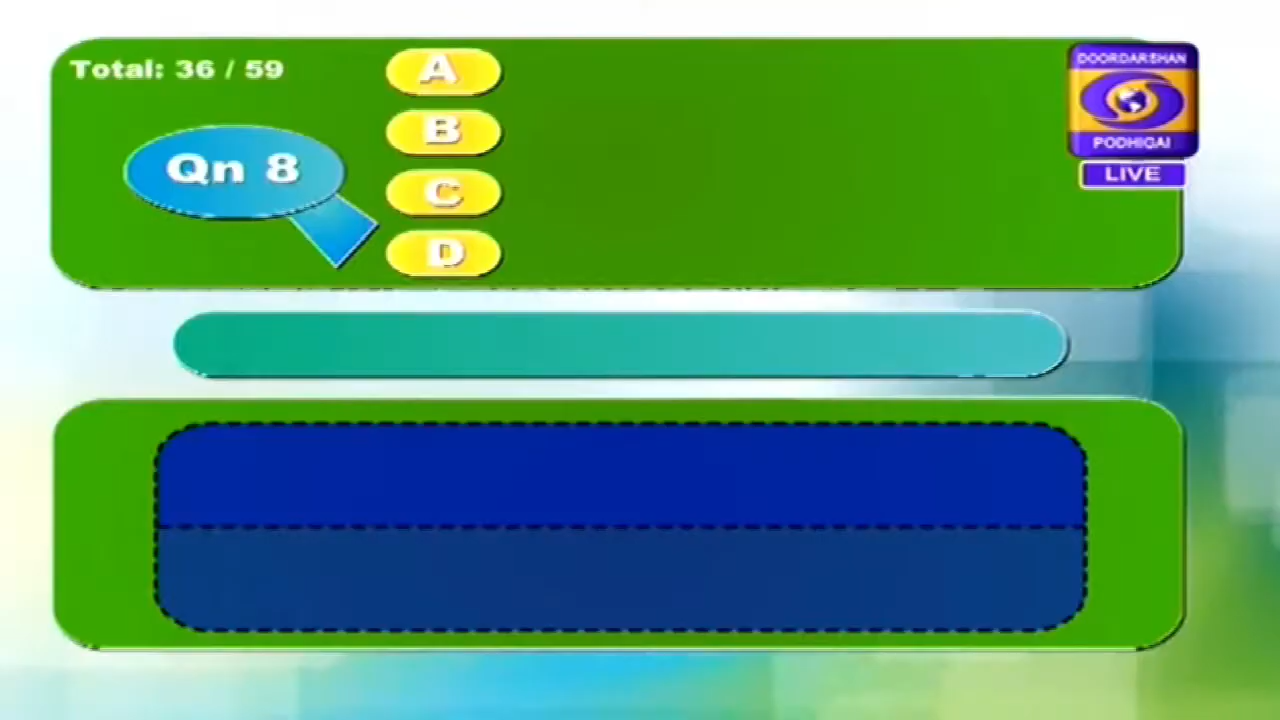 Total: 36 / 59
Qn 8
A
B
C
D
DOORDARSHAN
PODHIGAI
LIVE